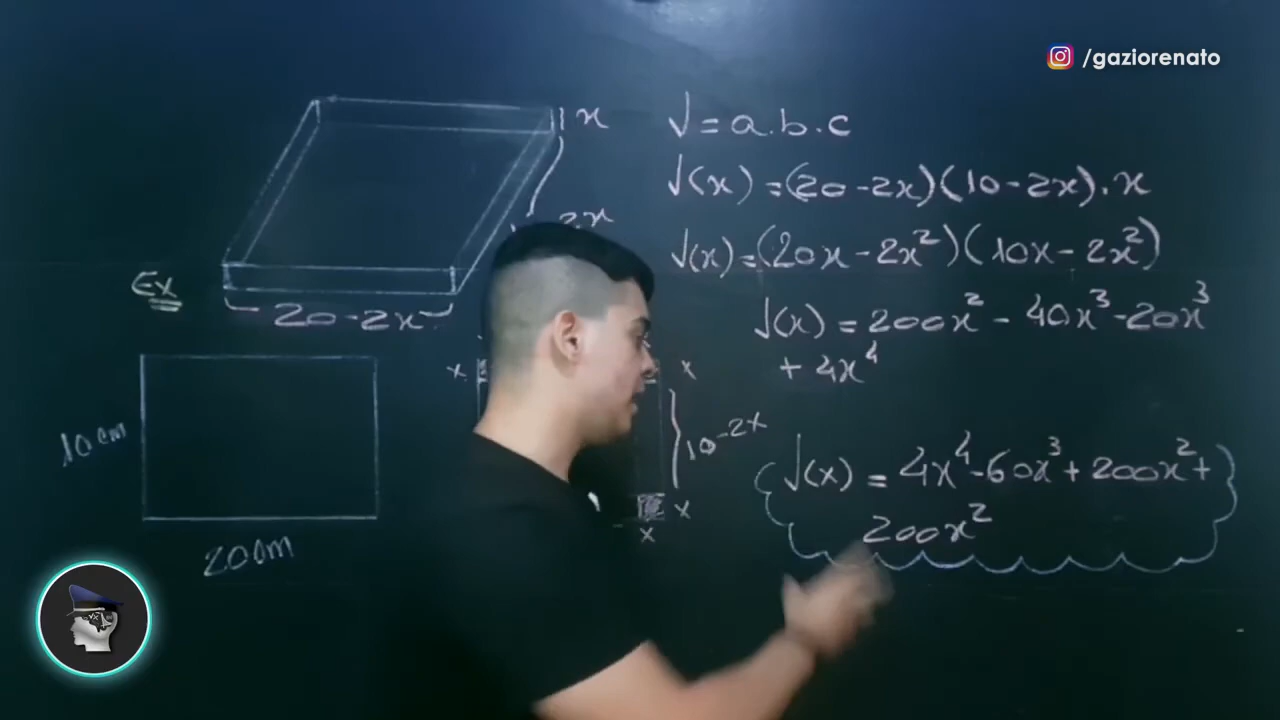 /gaziorenato
x
V = a.b.c
V(x) = (20-2x)(10-2x).x
2x
V(x) = (20x - 2x²)(10x - 2x²)
Ex
20-2x
V(x) = 200x² - 40x³ - 20x³
+ 4x⁴
x
x
10-2x
10cm
V(x) = 4x⁴ - 60x³ + 200x² +
200x²
x
x
20cm